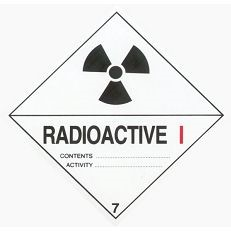 RADIOACTIVE I
CONTENTS ........................
ACTIVITY ...........................
7